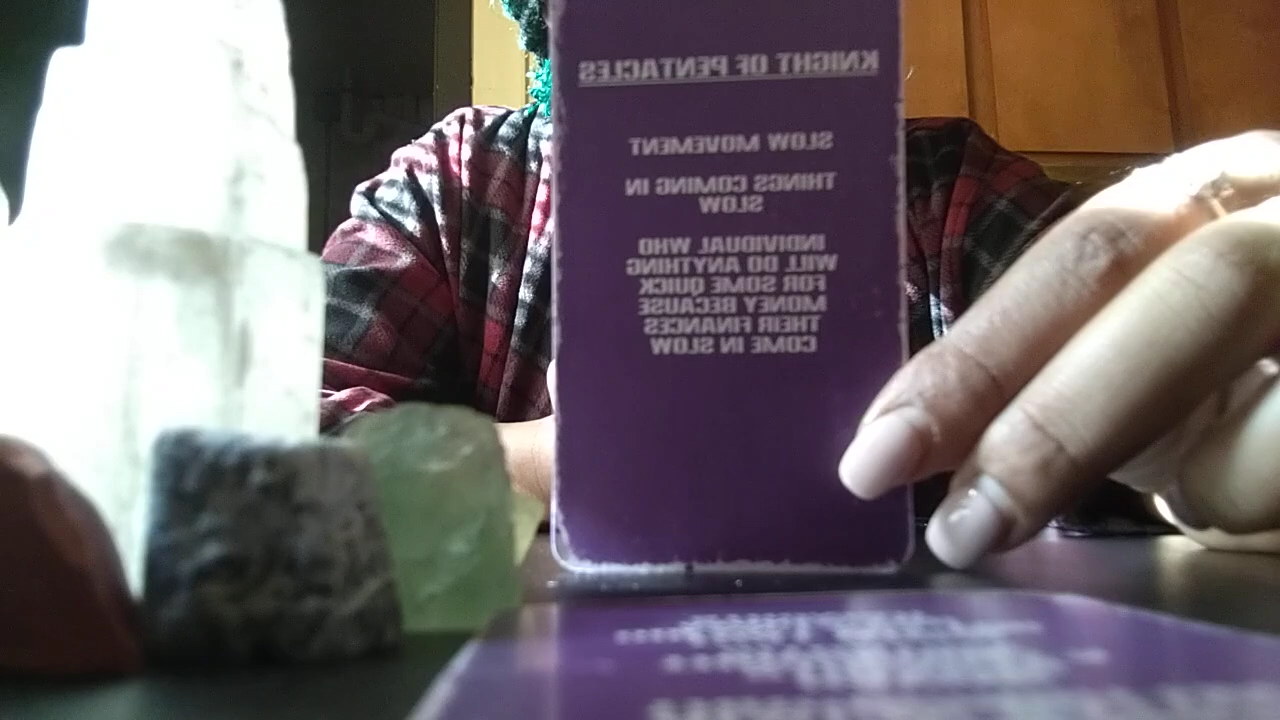 KNIGHT OF PENTACLES
SLOW MOVEMENT
THINGS COMING IN
SLOW
INDIVIDUAL WHO
WILL DO ANYTHING
FOR SOME QUICK
MONEY BECAUSE
THEIR FINANCES
COME IN SLOW